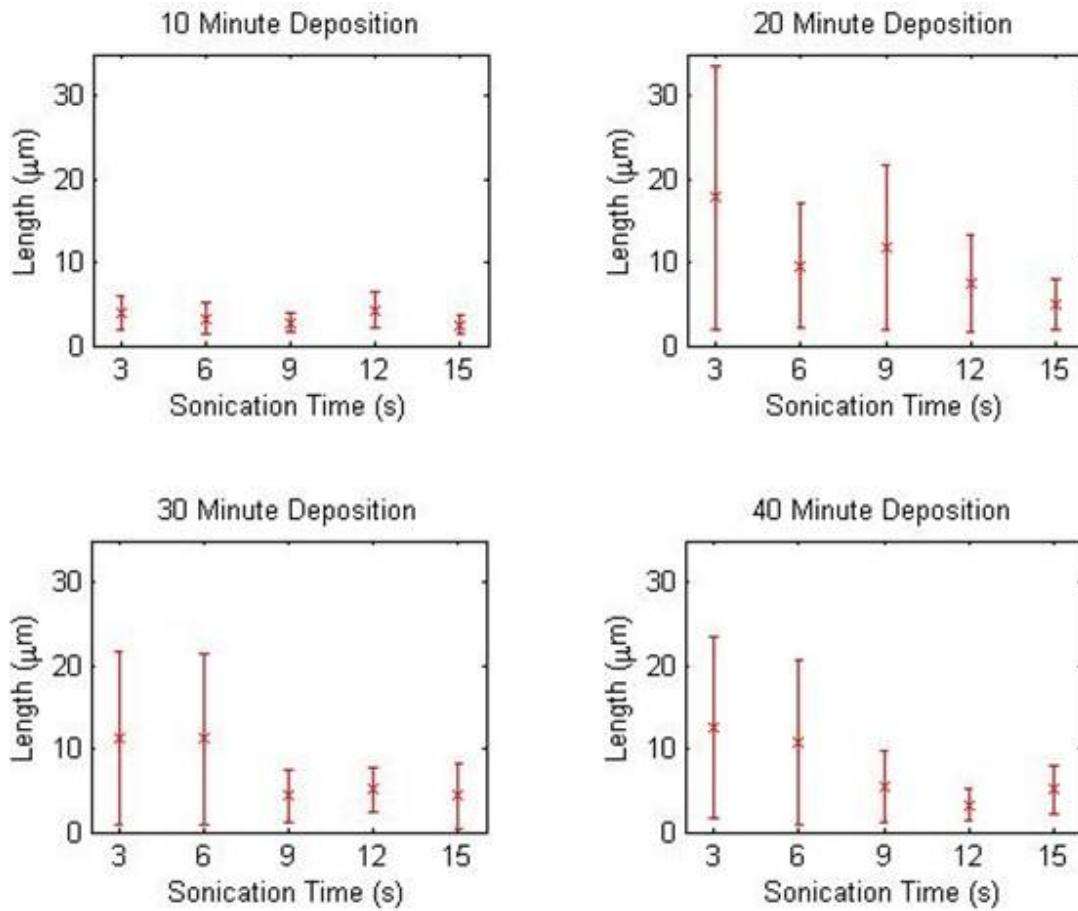 10 Minute Deposition
30
20
10
0
Length (μm)
3 6 9 12 15
Sonication Time (s)
20 Minute Deposition
30
20
10
0
Length (μm)
3 6 9 12 15
Sonication Time (s)
30 Minute Deposition
30
20
10
0
Length (μm)
3 6 9 12 15
Sonication Time (s)
40 Minute Deposition
30
20
10
0
Length (μm)
3 6 9 12 15
Sonication Time (s)